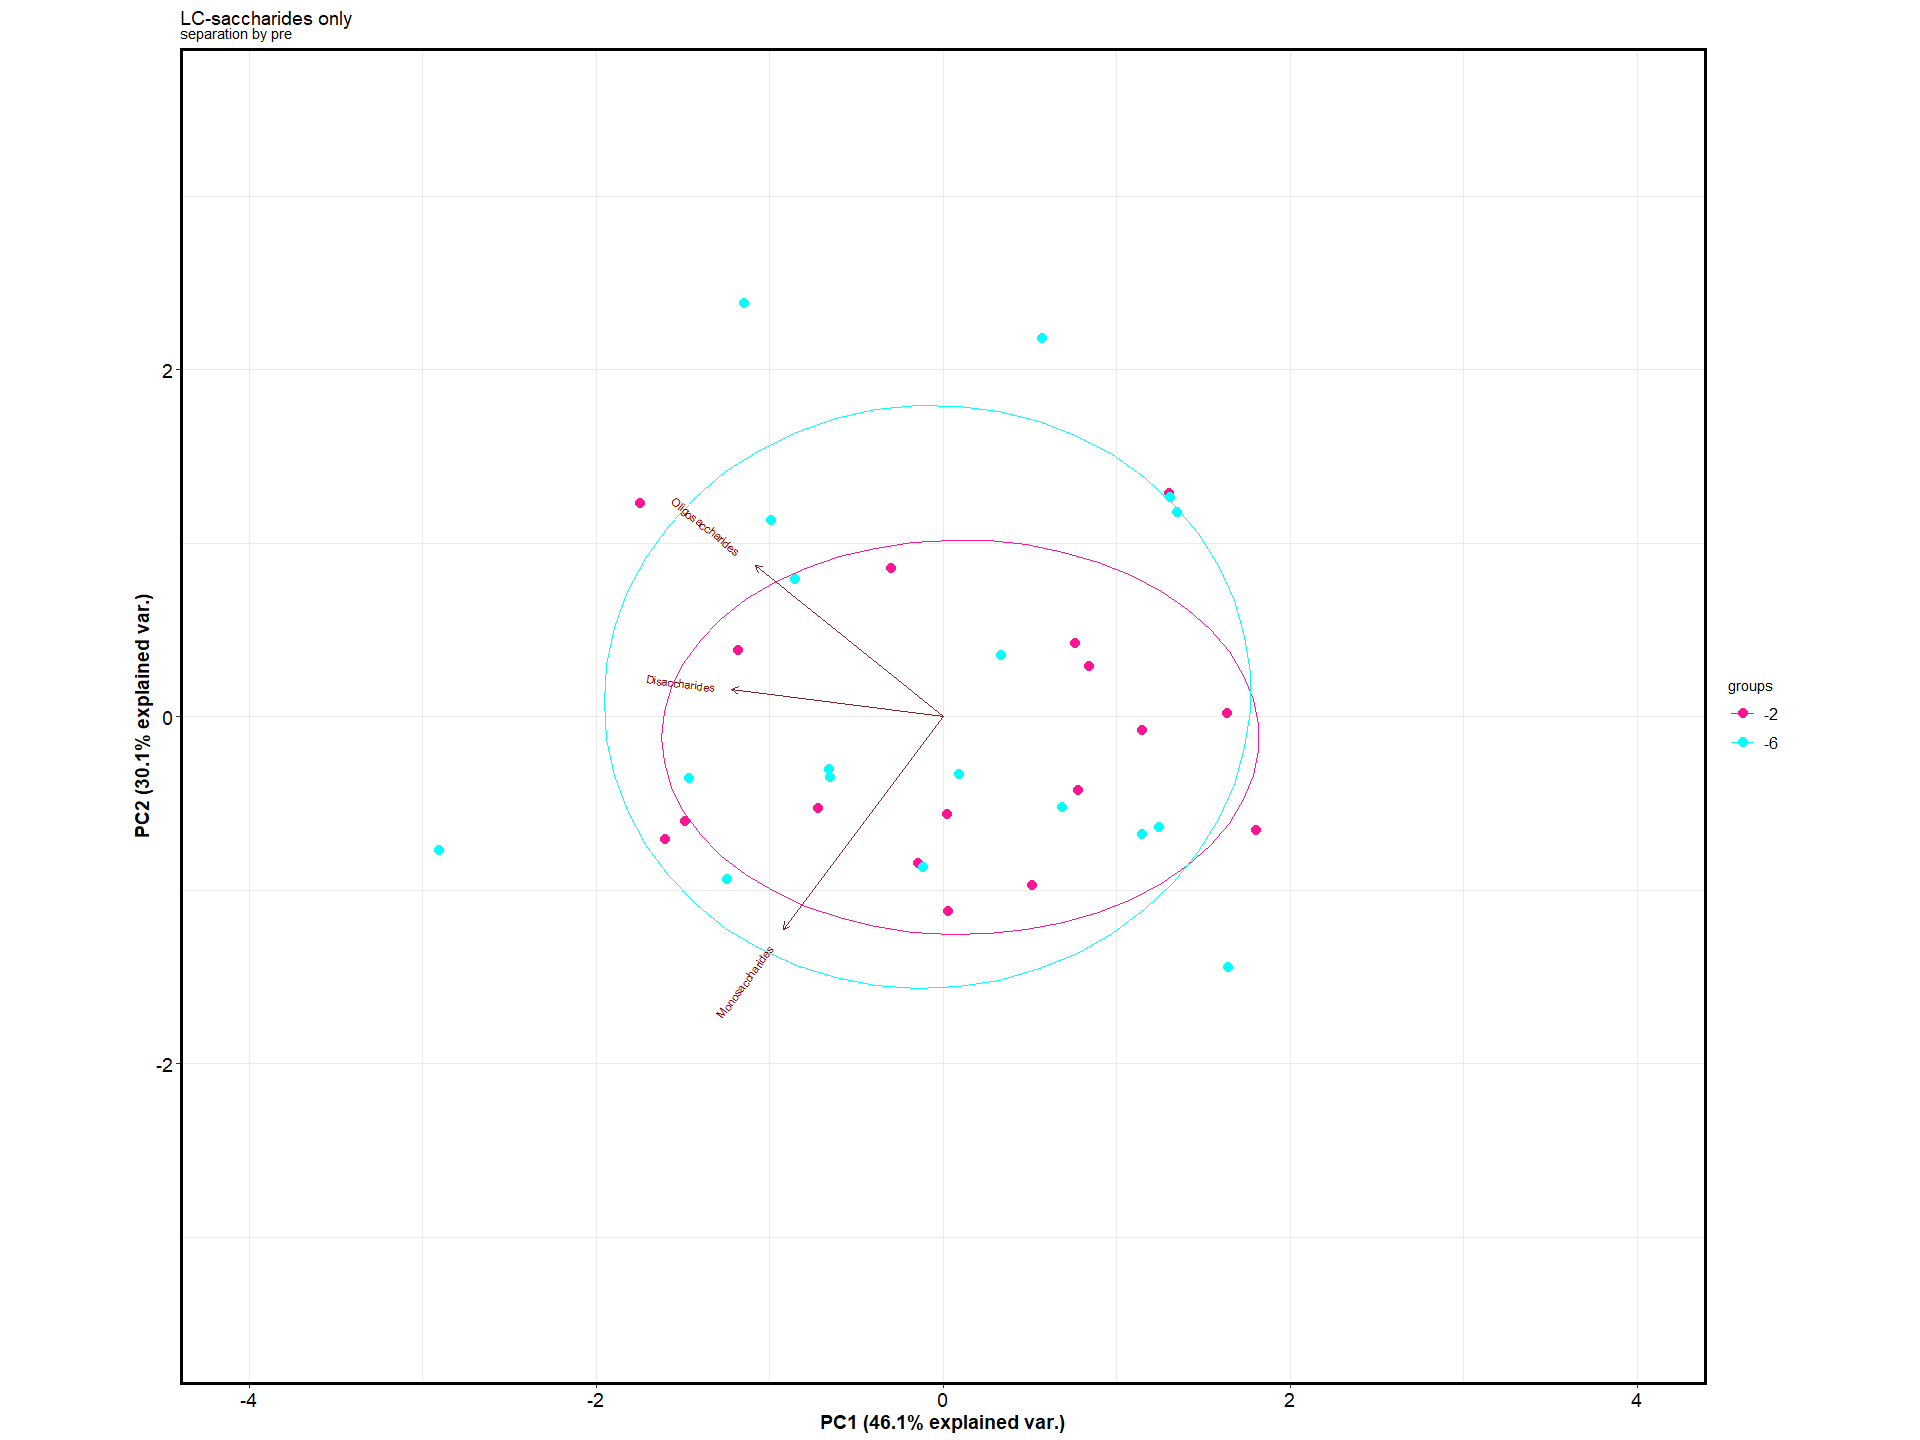 LC-saccharides only
separation by pre
PC2 (30.1% explained var.)
2
0
-2
Oligosaccharides
Disaccharides
Monosaccharides
groups
-2
-6
-4
-2
0
2
4
PC1 (46.1% explained var.)